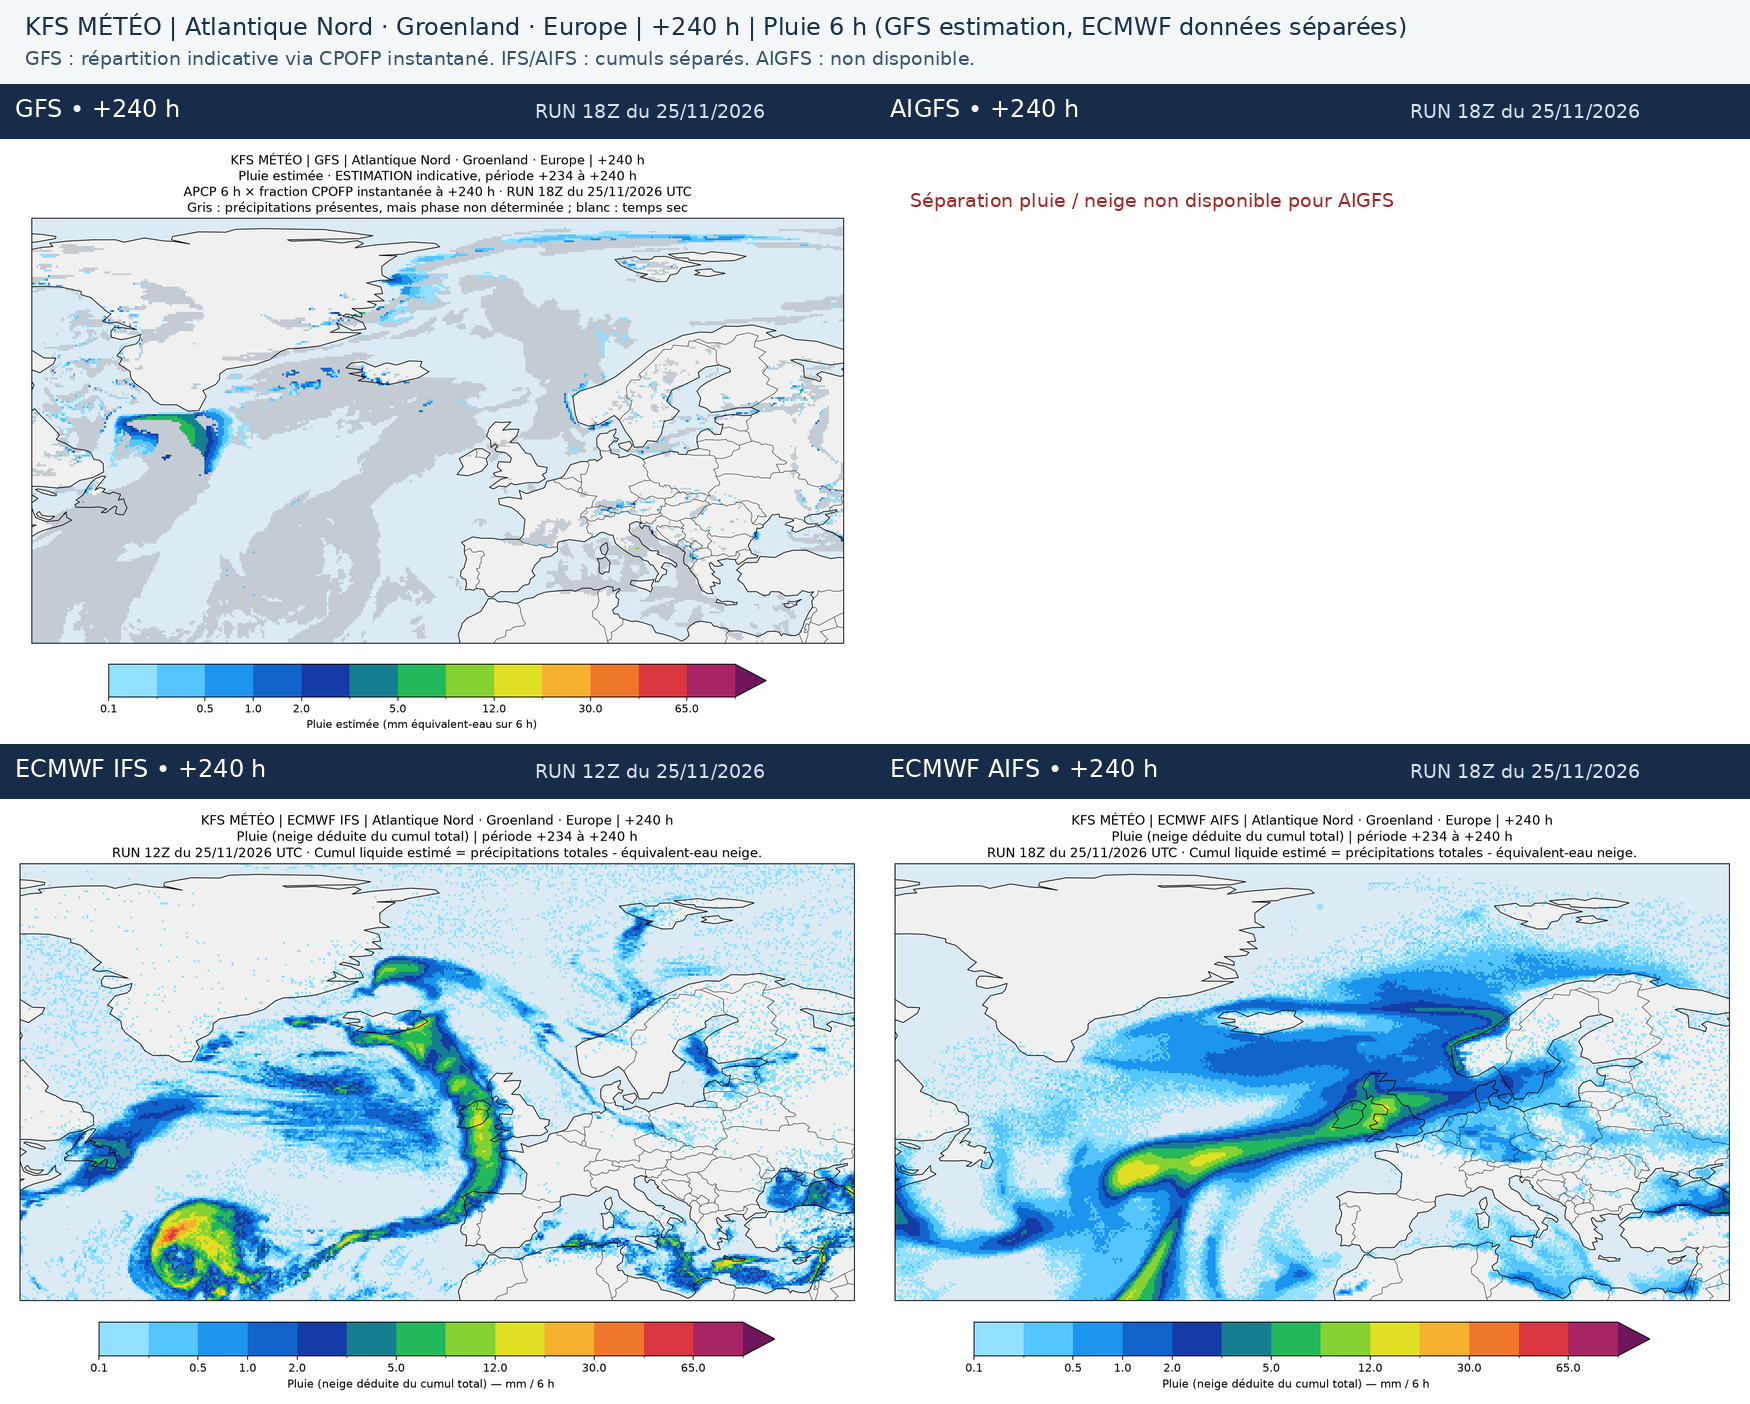 KFS MÉTÉO | Atlantique Nord · Groenland · Europe | +240 h | Pluie 6 h (GFS estimation, ECMWF données séparées)
GFS : répartition indicative via CPOFP instantané. IFS/AIFS : cumuls séparés. AIGFS : non disponible.
GFS • +240 h RUN 18Z du 25/11/2026
AIGFS • +240 h RUN 18Z du 25/11/2026
KFS MÉTÉO | GFS | Atlantique Nord · Groenland · Europe | +240 h
Pluie estimée · ESTIMATION indicative, période +234 à +240 h
APCP 6 h × fraction CPOFP instantanée à +240 h · RUN 18Z du 25/11/2026 UTC
Gris : précipitations présentes, mais phase non déterminée ; blanc : temps sec
0.1 0.5 1.0 2.0 5.0 12.0 30.0 65.0
Pluie estimée (mm équivalent-eau sur 6 h)
Séparation pluie / neige non disponible pour AIGFS
ECMWF IFS • +240 h RUN 12Z du 25/11/2026
ECMWF AIFS • +240 h RUN 18Z du 25/11/2026
KFS MÉTÉO | ECMWF IFS | Atlantique Nord · Groenland · Europe | +240 h
Pluie (neige déduite du cumul total) | période +234 à +240 h
RUN 12Z du 25/11/2026 UTC · Cumul liquide estimé = précipitations totales - équivalent-eau neige.
0.1 0.5 1.0 2.0 5.0 12.0 30.0 65.0
Pluie (neige déduite du cumul total) — mm / 6 h
KFS MÉTÉO | ECMWF AIFS | Atlantique Nord · Groenland · Europe | +240 h
Pluie (neige déduite du cumul total) | période +234 à +240 h
RUN 18Z du 25/11/2026 UTC · Cumul liquide estimé = précipitations totales - équivalent-eau neige.
0.1 0.5 1.0 2.0 5.0 12.0 30.0 65.0
Pluie (neige déduite du cumul total) — mm / 6 h